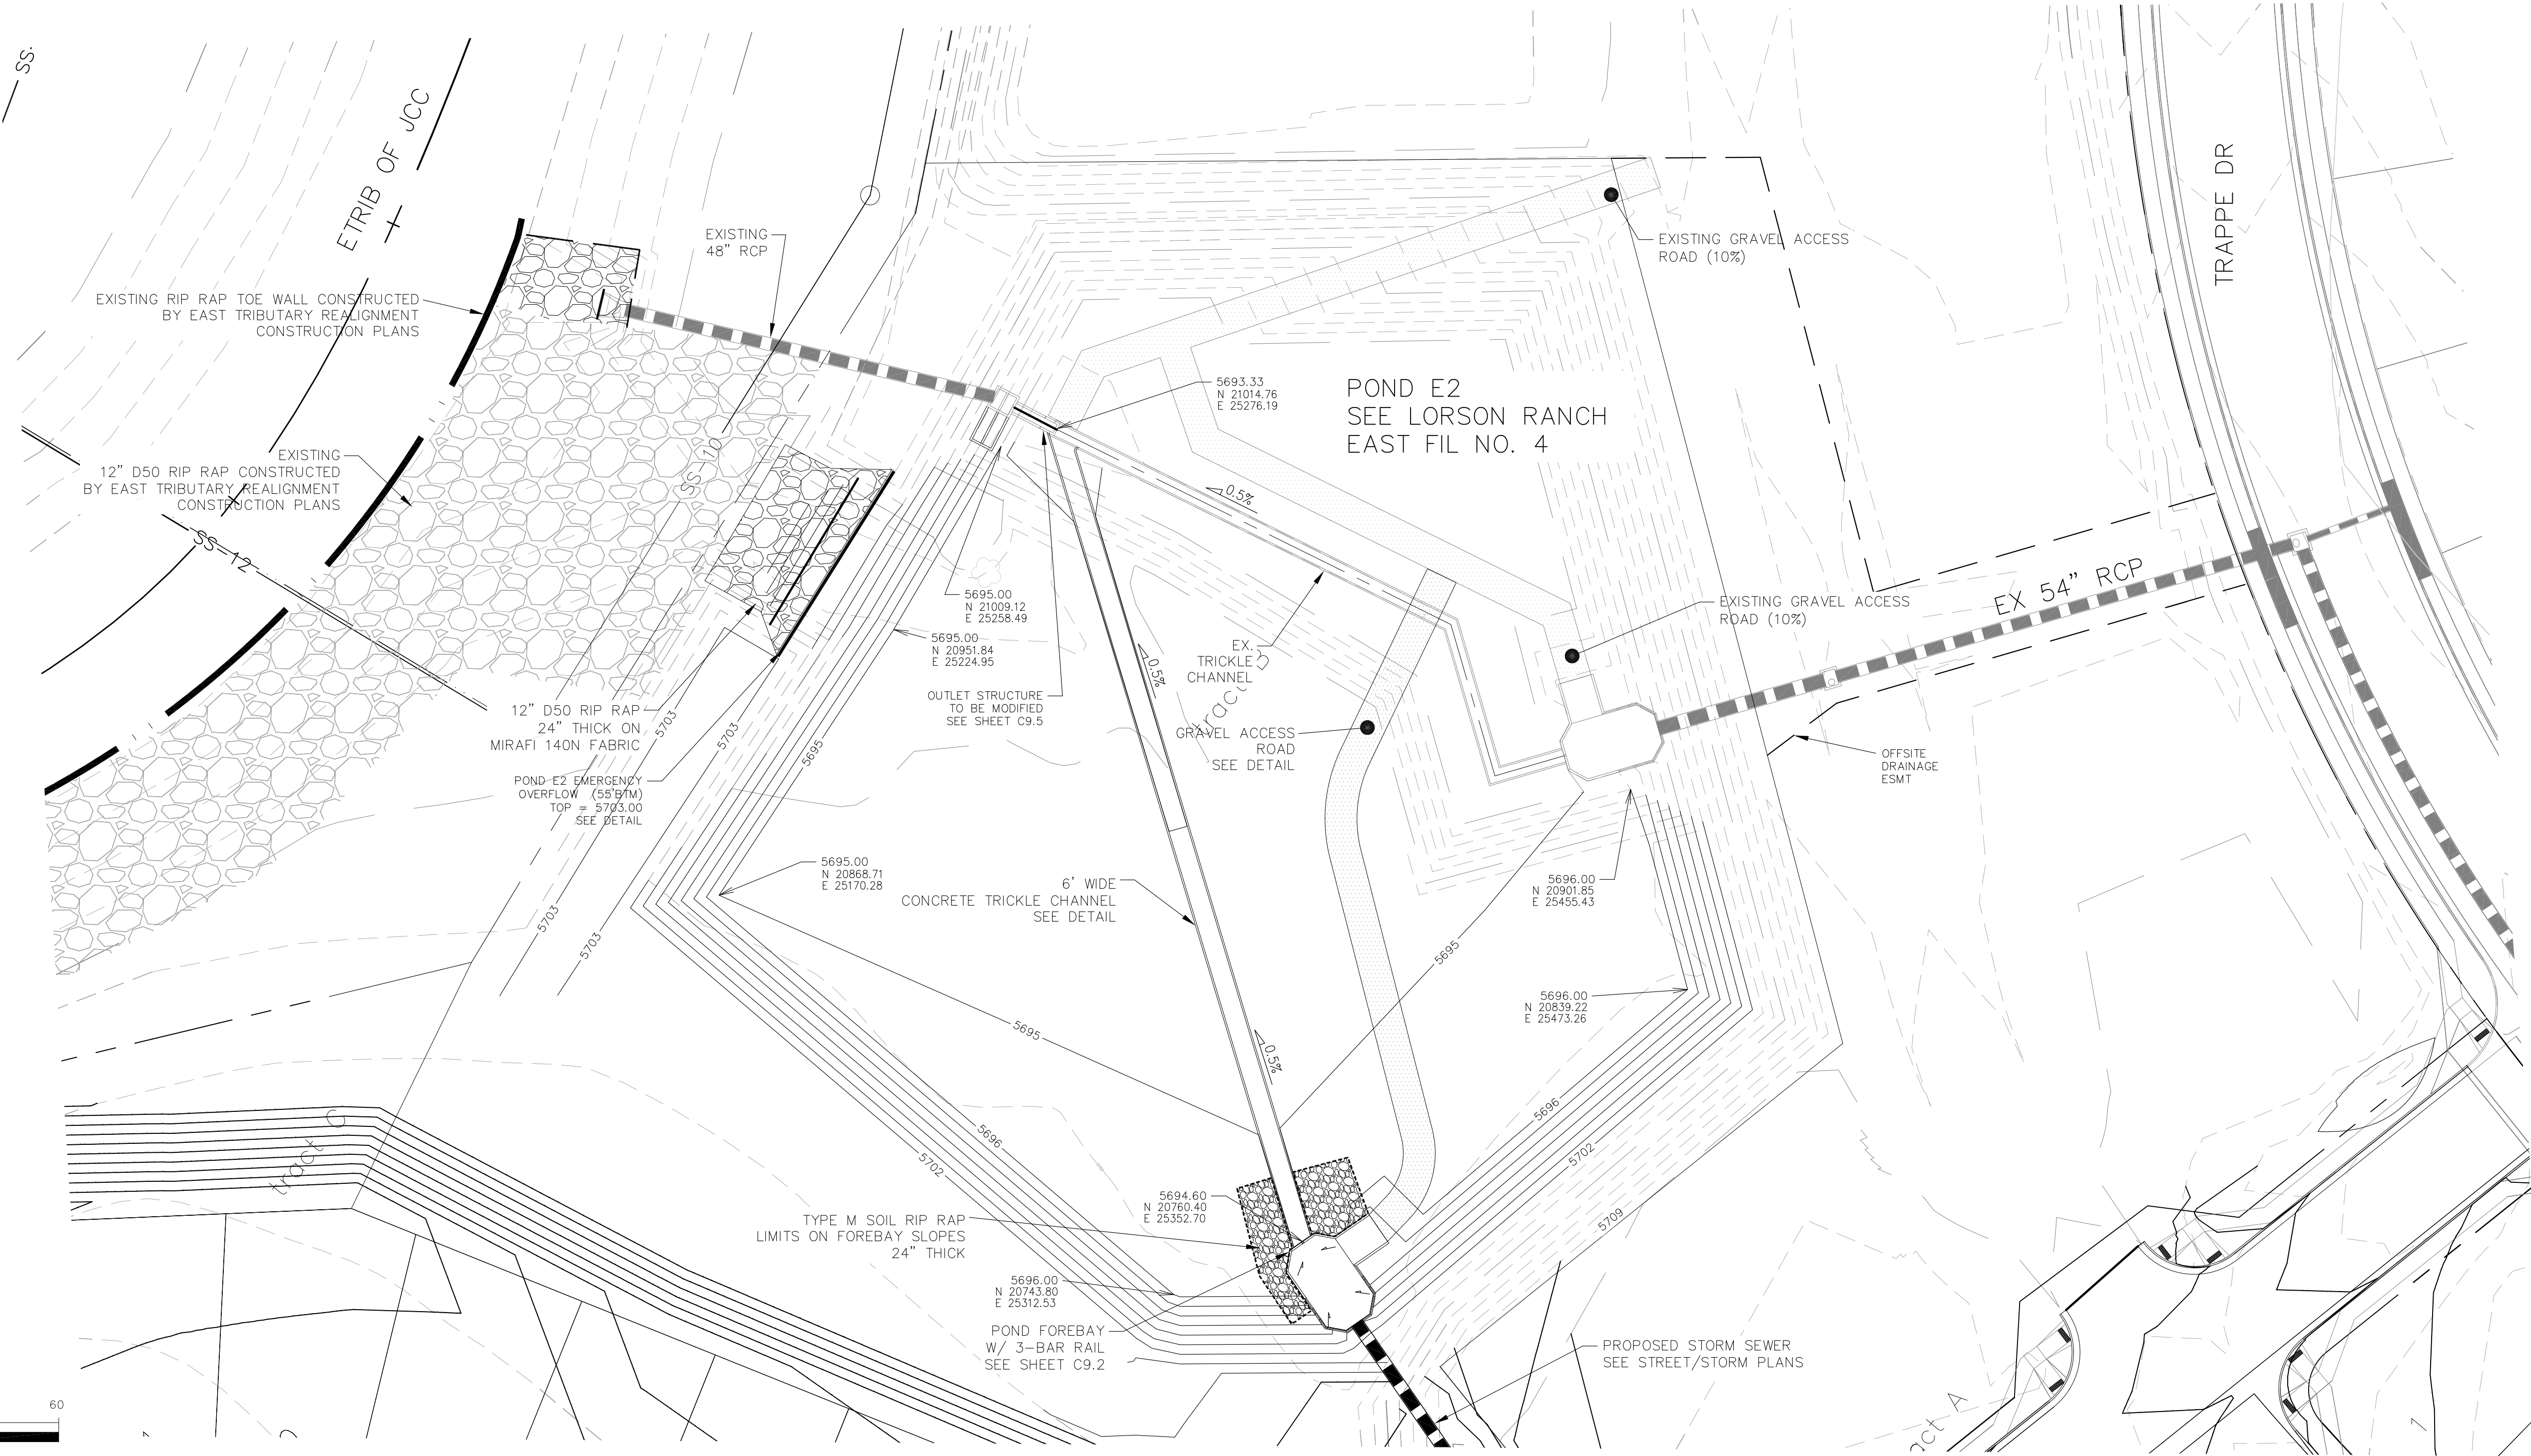 SS.
ETRIB OF JCC
EXISTING
48" RCP
EXISTING RIP RAP TOE WALL CONSTRUCTED
BY EAST TRIBUTARY REALIGNMENT
CONSTRUCTION PLANS
EXISTING GRAVEL ACCESS
ROAD (10%)
TRAPPE DR
5693.33
N 21014.76
E 25276.19
POND E2
SEE LORSON RANCH
EAST FIL NO. 4
EXISTING
12" D50 RIP RAP CONSTRUCTED
BY EAST TRIBUTARY REALIGNMENT
CONSTRUCTION PLANS
SS-10
SS-12
0.5%
5695.00
N 21009.12
E 25258.49
5695.00
N 20951.84
E 25224.95
EX 54" RCP
EXISTING GRAVEL ACCESS
ROAD (10%)
EX.
TRICKLE
CHANNEL
0.5%
OUTLET STRUCTURE
TO BE MODIFIED
SEE SHEET C9.5
12" D50 RIP RAP
24" THICK ON
MIRAFI 140N FABRIC
5703
5703
5695
GRAVEL ACCESS
ROAD
SEE DETAIL
OFFSITE
DRAINAGE
ESMT
POND E2 EMERGENCY
OVERFLOW (55'BTM)
TOP = 5703.00
SEE DETAIL
5695.00
N 20868.71
E 25170.28
6' WIDE
CONCRETE TRICKLE CHANNEL
SEE DETAIL
5696.00
N 20901.85
E 25455.43
5703
5703
5695
5696.00
N 20839.22
E 25473.26
5695
0.5%
tract C
5696
5702
5696
5702
5709
5694.60
N 20760.40
E 25352.70
TYPE M SOIL RIP RAP
LIMITS ON FOREBAY SLOPES
24" THICK
5696.00
N 20743.80
E 25312.53
POND FOREBAY
W/ 3-BAR RAIL
SEE SHEET C9.2
PROPOSED STORM SEWER
SEE STREET/STORM PLANS
60
act A